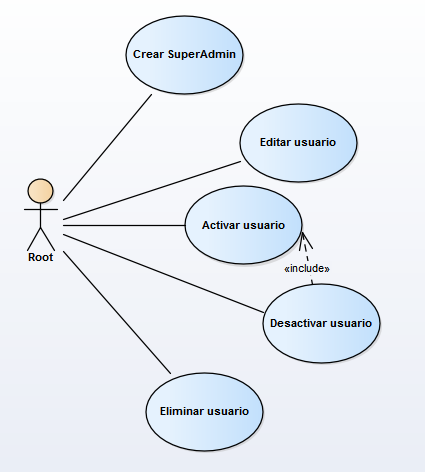 Crear SuperAdmin
Editar usuario
Activar usuario
Root
«include»
Desactivar usuario
Eliminar usuario